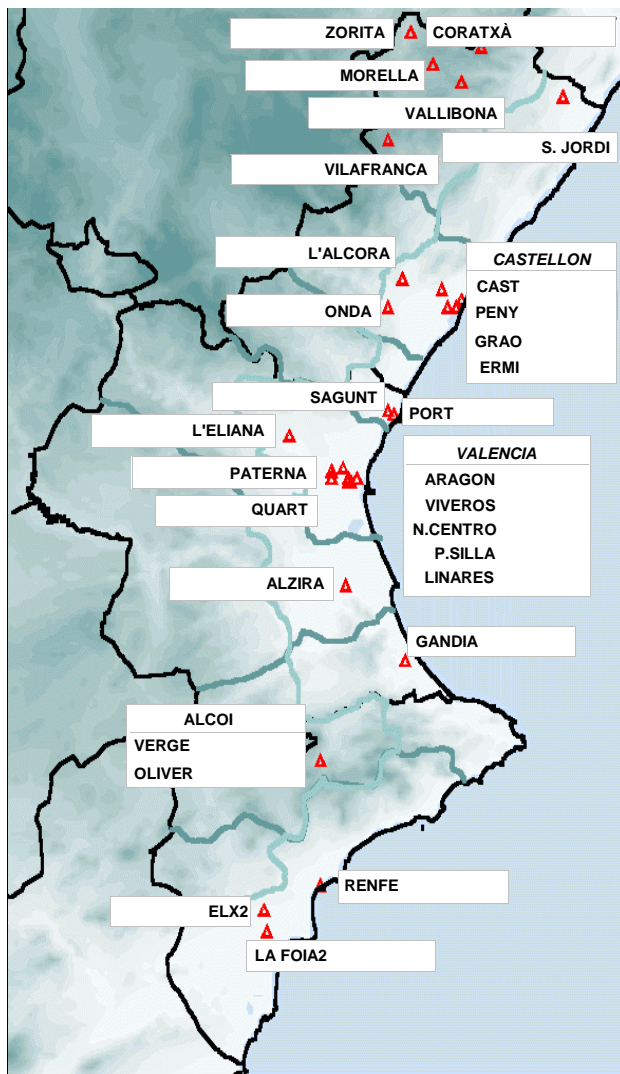 ZORITA
CORATXÀ
MORELLA
VALLIBONA
S. JORDI
VILAFRANCA
L'ALCORA
CASTELLON
CAST
PENY
GRAO
ERMI
ONDA
SAGUNT
PORT
L'ELIANA
VALENCIA
ARAGON
VIVEROS
N.CENTRO
P.SILLA
LINARES
PATERNA
QUART
ALZIRA
GANDIA
ALCOI
VERGE
OLIVER
RENFE
ELX2
LA FOIA2